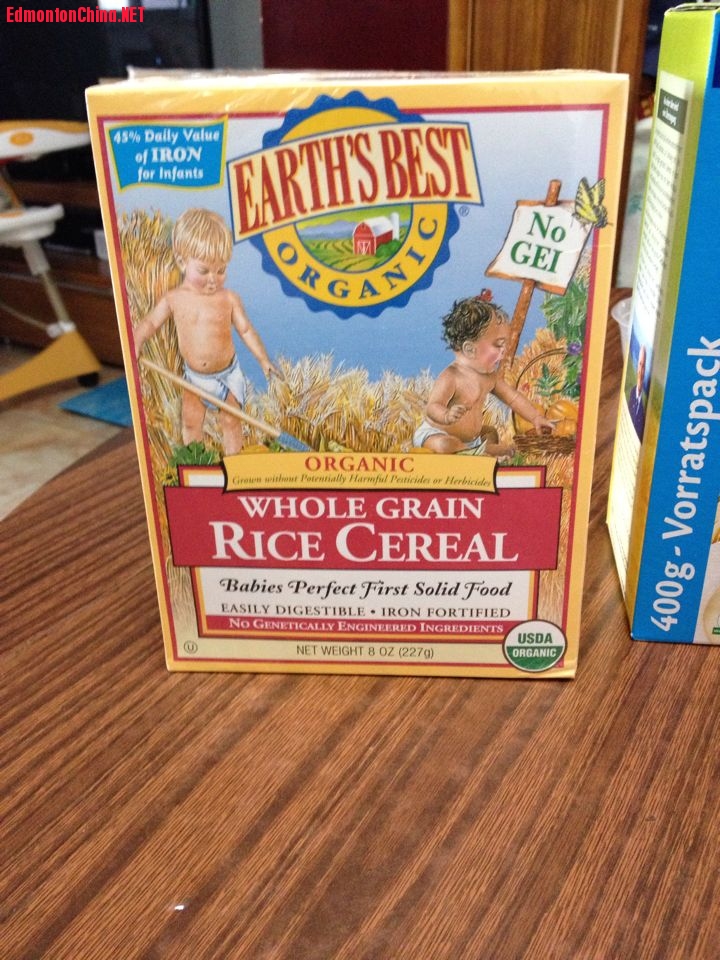 EdmontonChina.NET
45% Daily Value
of IRON
for Infants
EARTH'S BEST
®
ORGANIC
No
GEI
ORGANIC
Grown without Potentially Harmful Pesticides or Herbicides
WHOLE GRAIN
RICE CEREAL
Babies Perfect First Solid Food
EASILY DIGESTIBLE • IRON FORTIFIED
NO GENETICALLY ENGINEERED INGREDIENTS
U
NET WEIGHT 8 OZ (227g)
USDA
ORGANIC
400g - Vorratspack